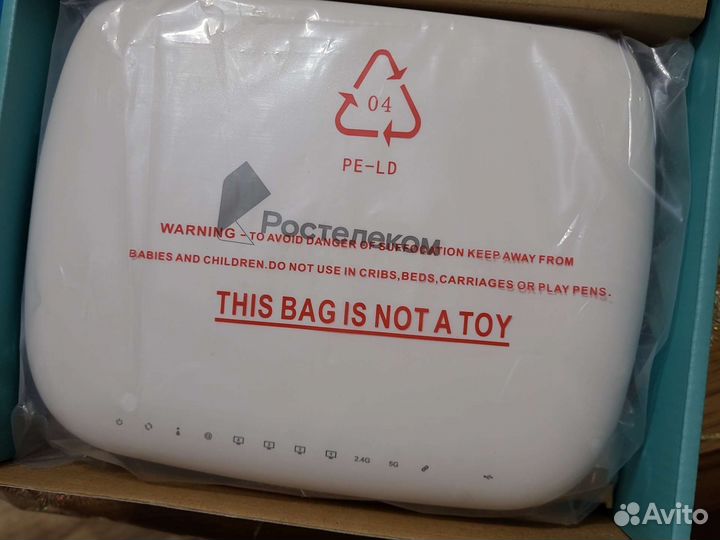 04
PE-LD
Ростелеком
WARNING - TO AVOID DANGER OF SUFFOCATION KEEP AWAY FROM
BABIES AND CHILDREN.DO NOT USE IN CRIBS,BEDS,CARRIAGES OR PLAY PENS.
THIS BAG IS NOT A TOY
2.4G 5G
Avito